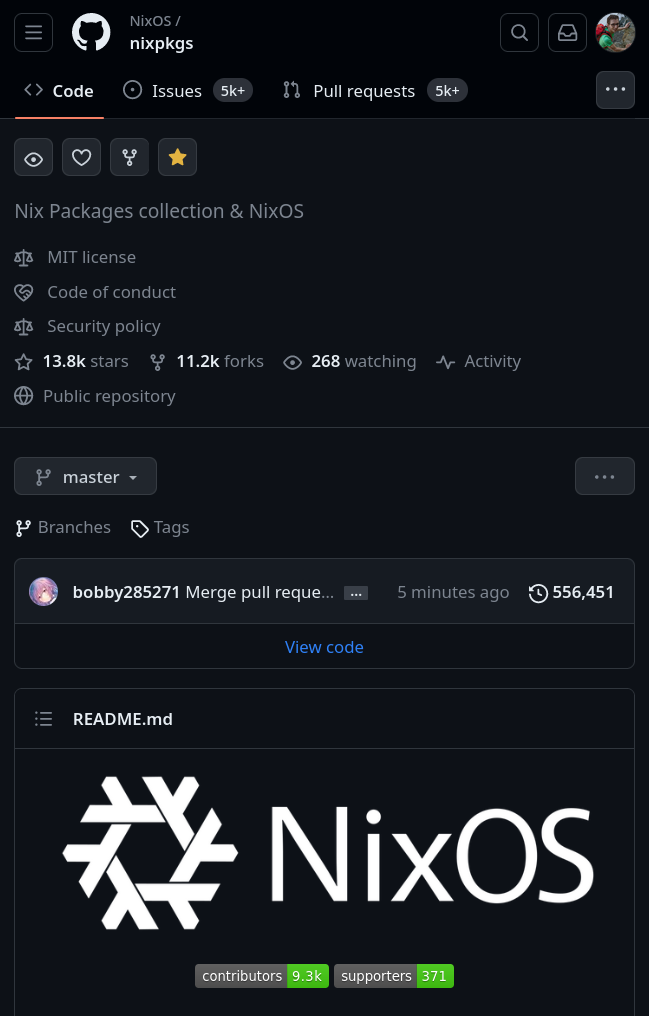 NixOS /
nixpkgs
Code Issues 5k+ Pull requests 5k+
Nix Packages collection & NixOS
MIT license
Code of conduct
Security policy
13.8k stars 11.2k forks 268 watching Activity
Public repository
master
Branches Tags
bobby285271 Merge pull reque... ... 5 minutes ago 556,451
View code
README.md
NixOS
contributors 9.3k supporters 371